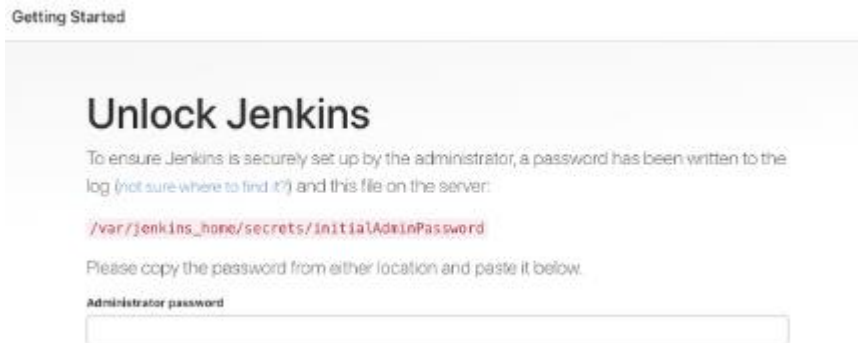 Getting Started
Unlock Jenkins
To ensure Jenkins is securely set up by the administrator, a password has been written to the
log (not sure where to find it?) and this file on the server:
/var/jenkins_home/secrets/initialAdminPassword
Please copy the password from either location and paste it below.
Administrator password